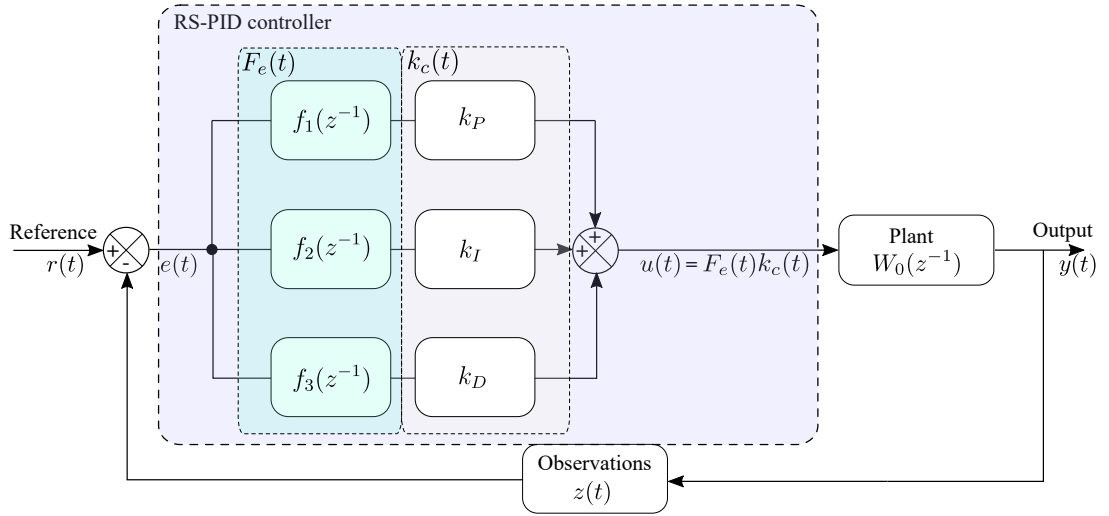 RS-PID controller
F_e(t)
k_c(t)
f_1(z^{-1})
k_P
Reference
r(t)
+
-
e(t)
f_2(z^{-1})
k_I
+
+
u(t) = F_e(t)k_c(t)
Plant
W_0(z^{-1})
Output
y(t)
f_3(z^{-1})
k_D
Observations
z(t)